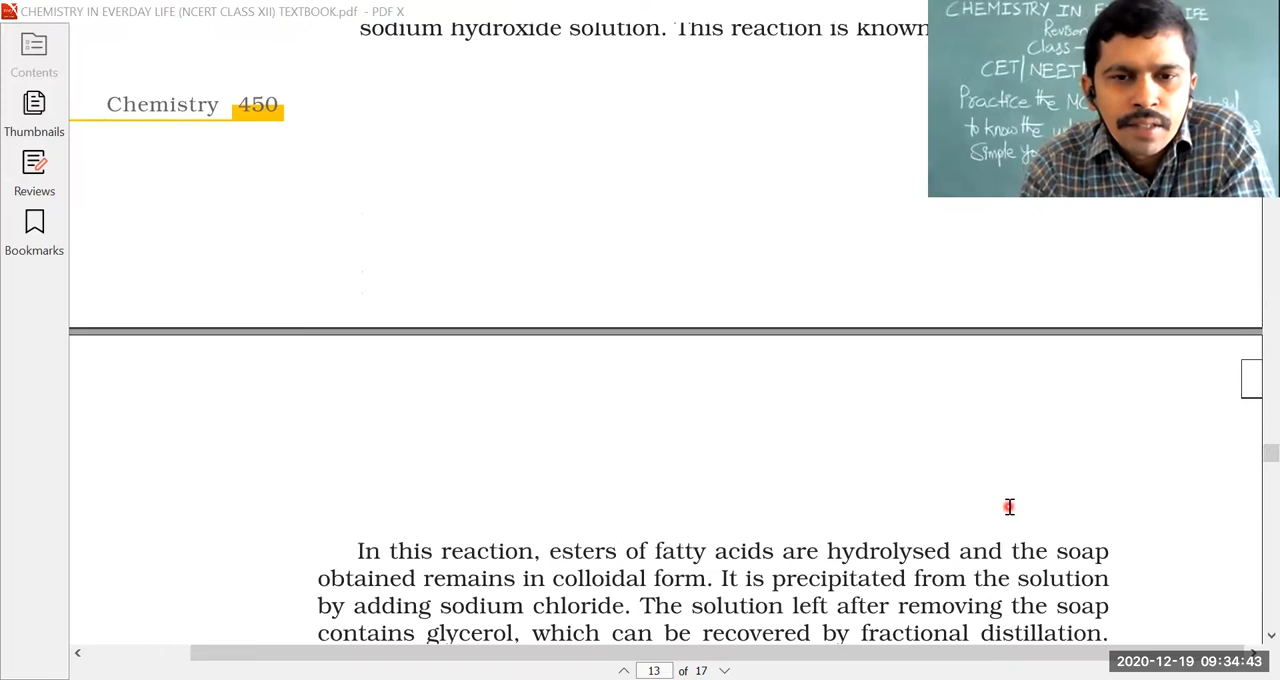 CHEMISTRY IN EVERDAY LIFE (NCERT CLASS XII) TEXTBOOK.pdf - PDF X
Contents
Thumbnails
Reviews
Bookmarks
sodium hydroxide solution. This reaction is known
Chemistry 450
CHEMISTRY IN E IFE
Revision
Class -
CET/ NEET/
Practice the MC
to know the
Simple yo
In this reaction, esters of fatty acids are hydrolysed and the soap
obtained remains in colloidal form. It is precipitated from the solution
by adding sodium chloride. The solution left after removing the soap
contains glycerol, which can be recovered by fractional distillation.
13 of 17
2020-12-19 09:34:43